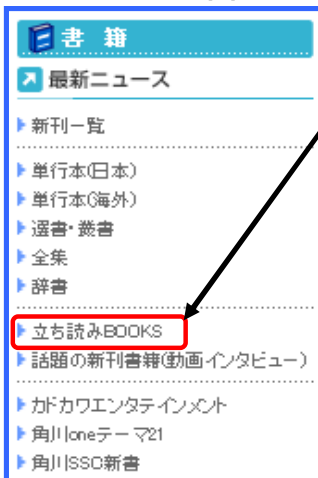 書籍
最新ニュース
新刊一覧
単行本(日本)
単行本(海外)
選書・叢書
全集
辞書
立ち読みBOOKS
話題の新刊書籍(動画インタビュー)
カドカワエンタテインメント
角川oneテーマ21
角川SSC新書